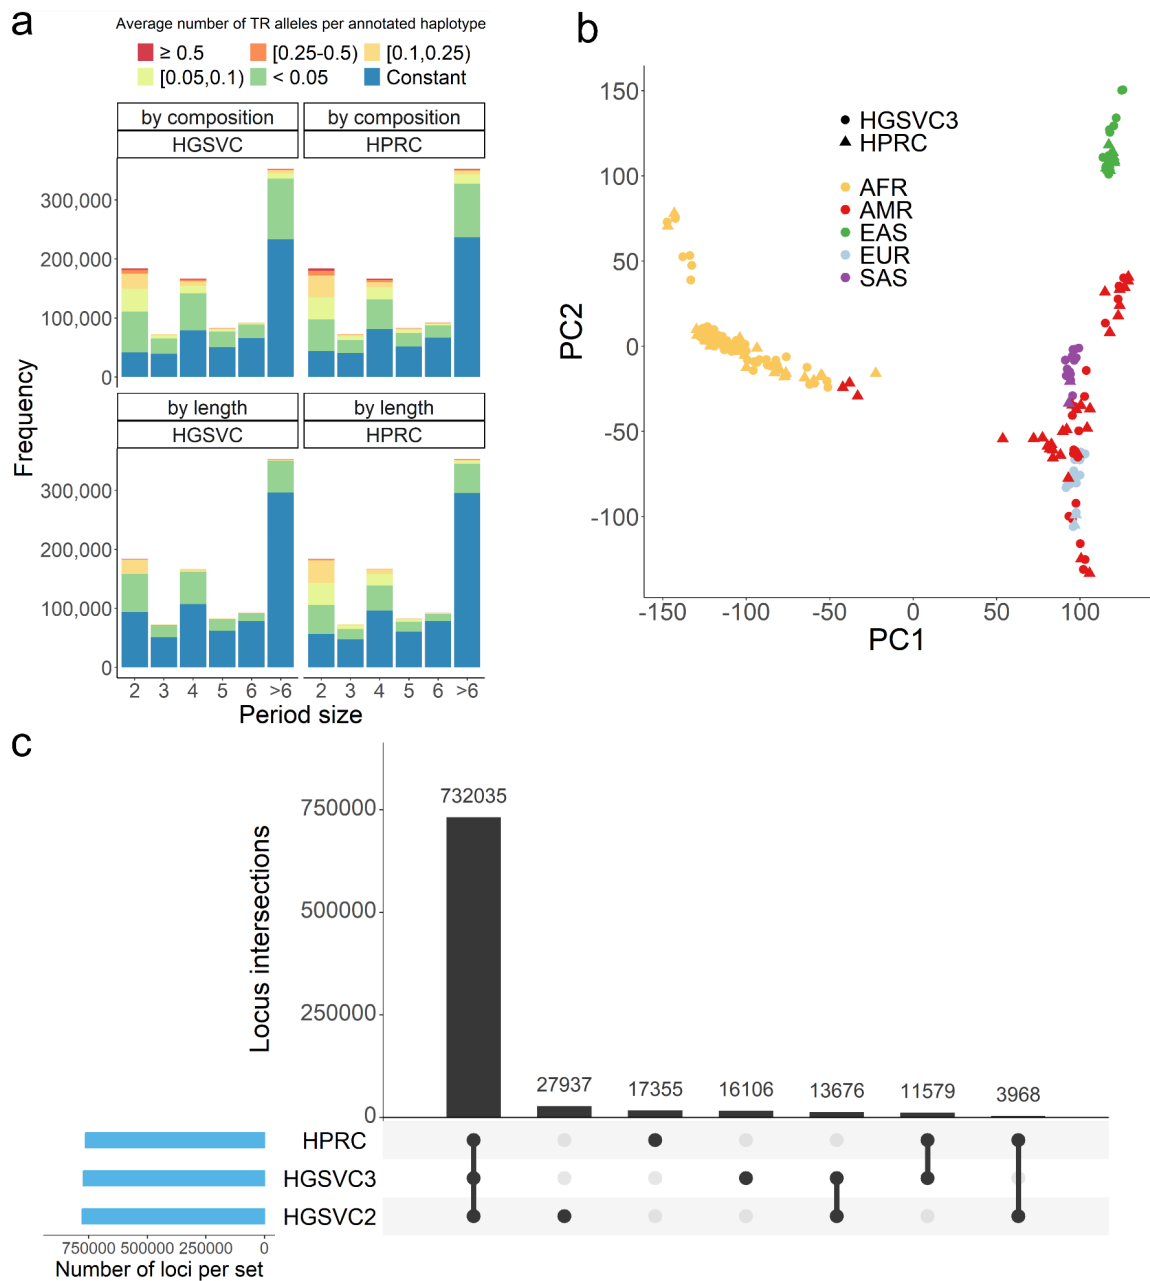 a
Average number of TR alleles per annotated haplotype
≥ 0.5
[0.25-0.5)
[0.1,0.25)
[0.05,0.1)
< 0.05
Constant
by composition
by composition
HGSVC
HPRC
300,000
200,000
100,000
0
by length
by length
HGSVC
HPRC
300,000
200,000
100,000
0
Frequency
2 3 4 5 6 >6
2 3 4 5 6 >6
Period size
b
150
100
50
0
-50
-100
PC2
HGSVC3
HPRC
AFR
AMR
EAS
EUR
SAS
-150 -100 -50 0 50 100
PC1
c
Locus intersections
750000
500000
250000
0
732035
27937
17355
16106
13676
11579
3968
HPRC
HGSVC3
HGSVC2
750000 500000 250000 0
Number of loci per set